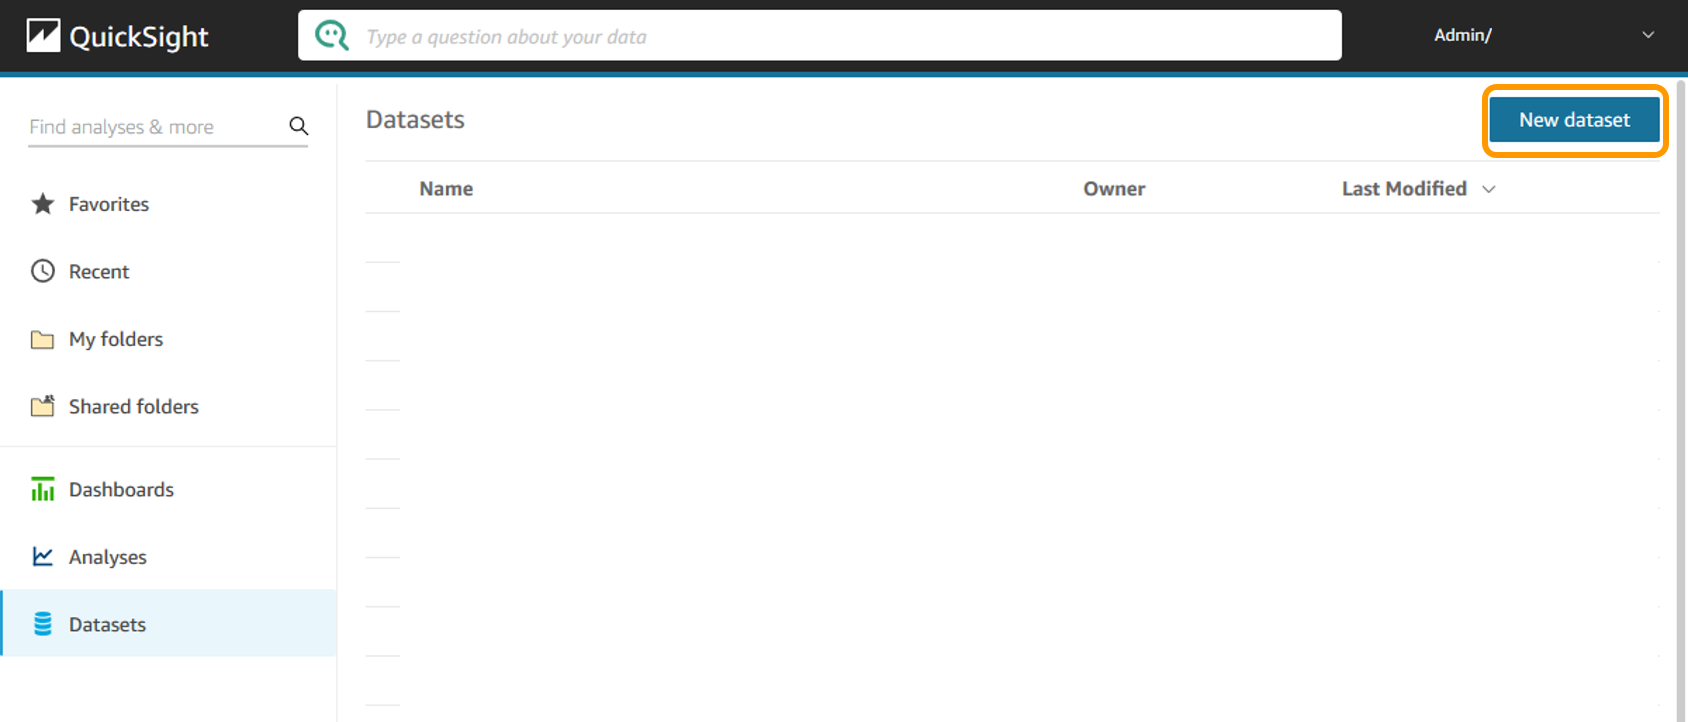 QuickSight
Type a question about your data
Admin/
Find analyses & more
Favorites
Recent
My folders
Shared folders
Dashboards
Analyses
Datasets
Datasets
New dataset
Name Owner Last Modified